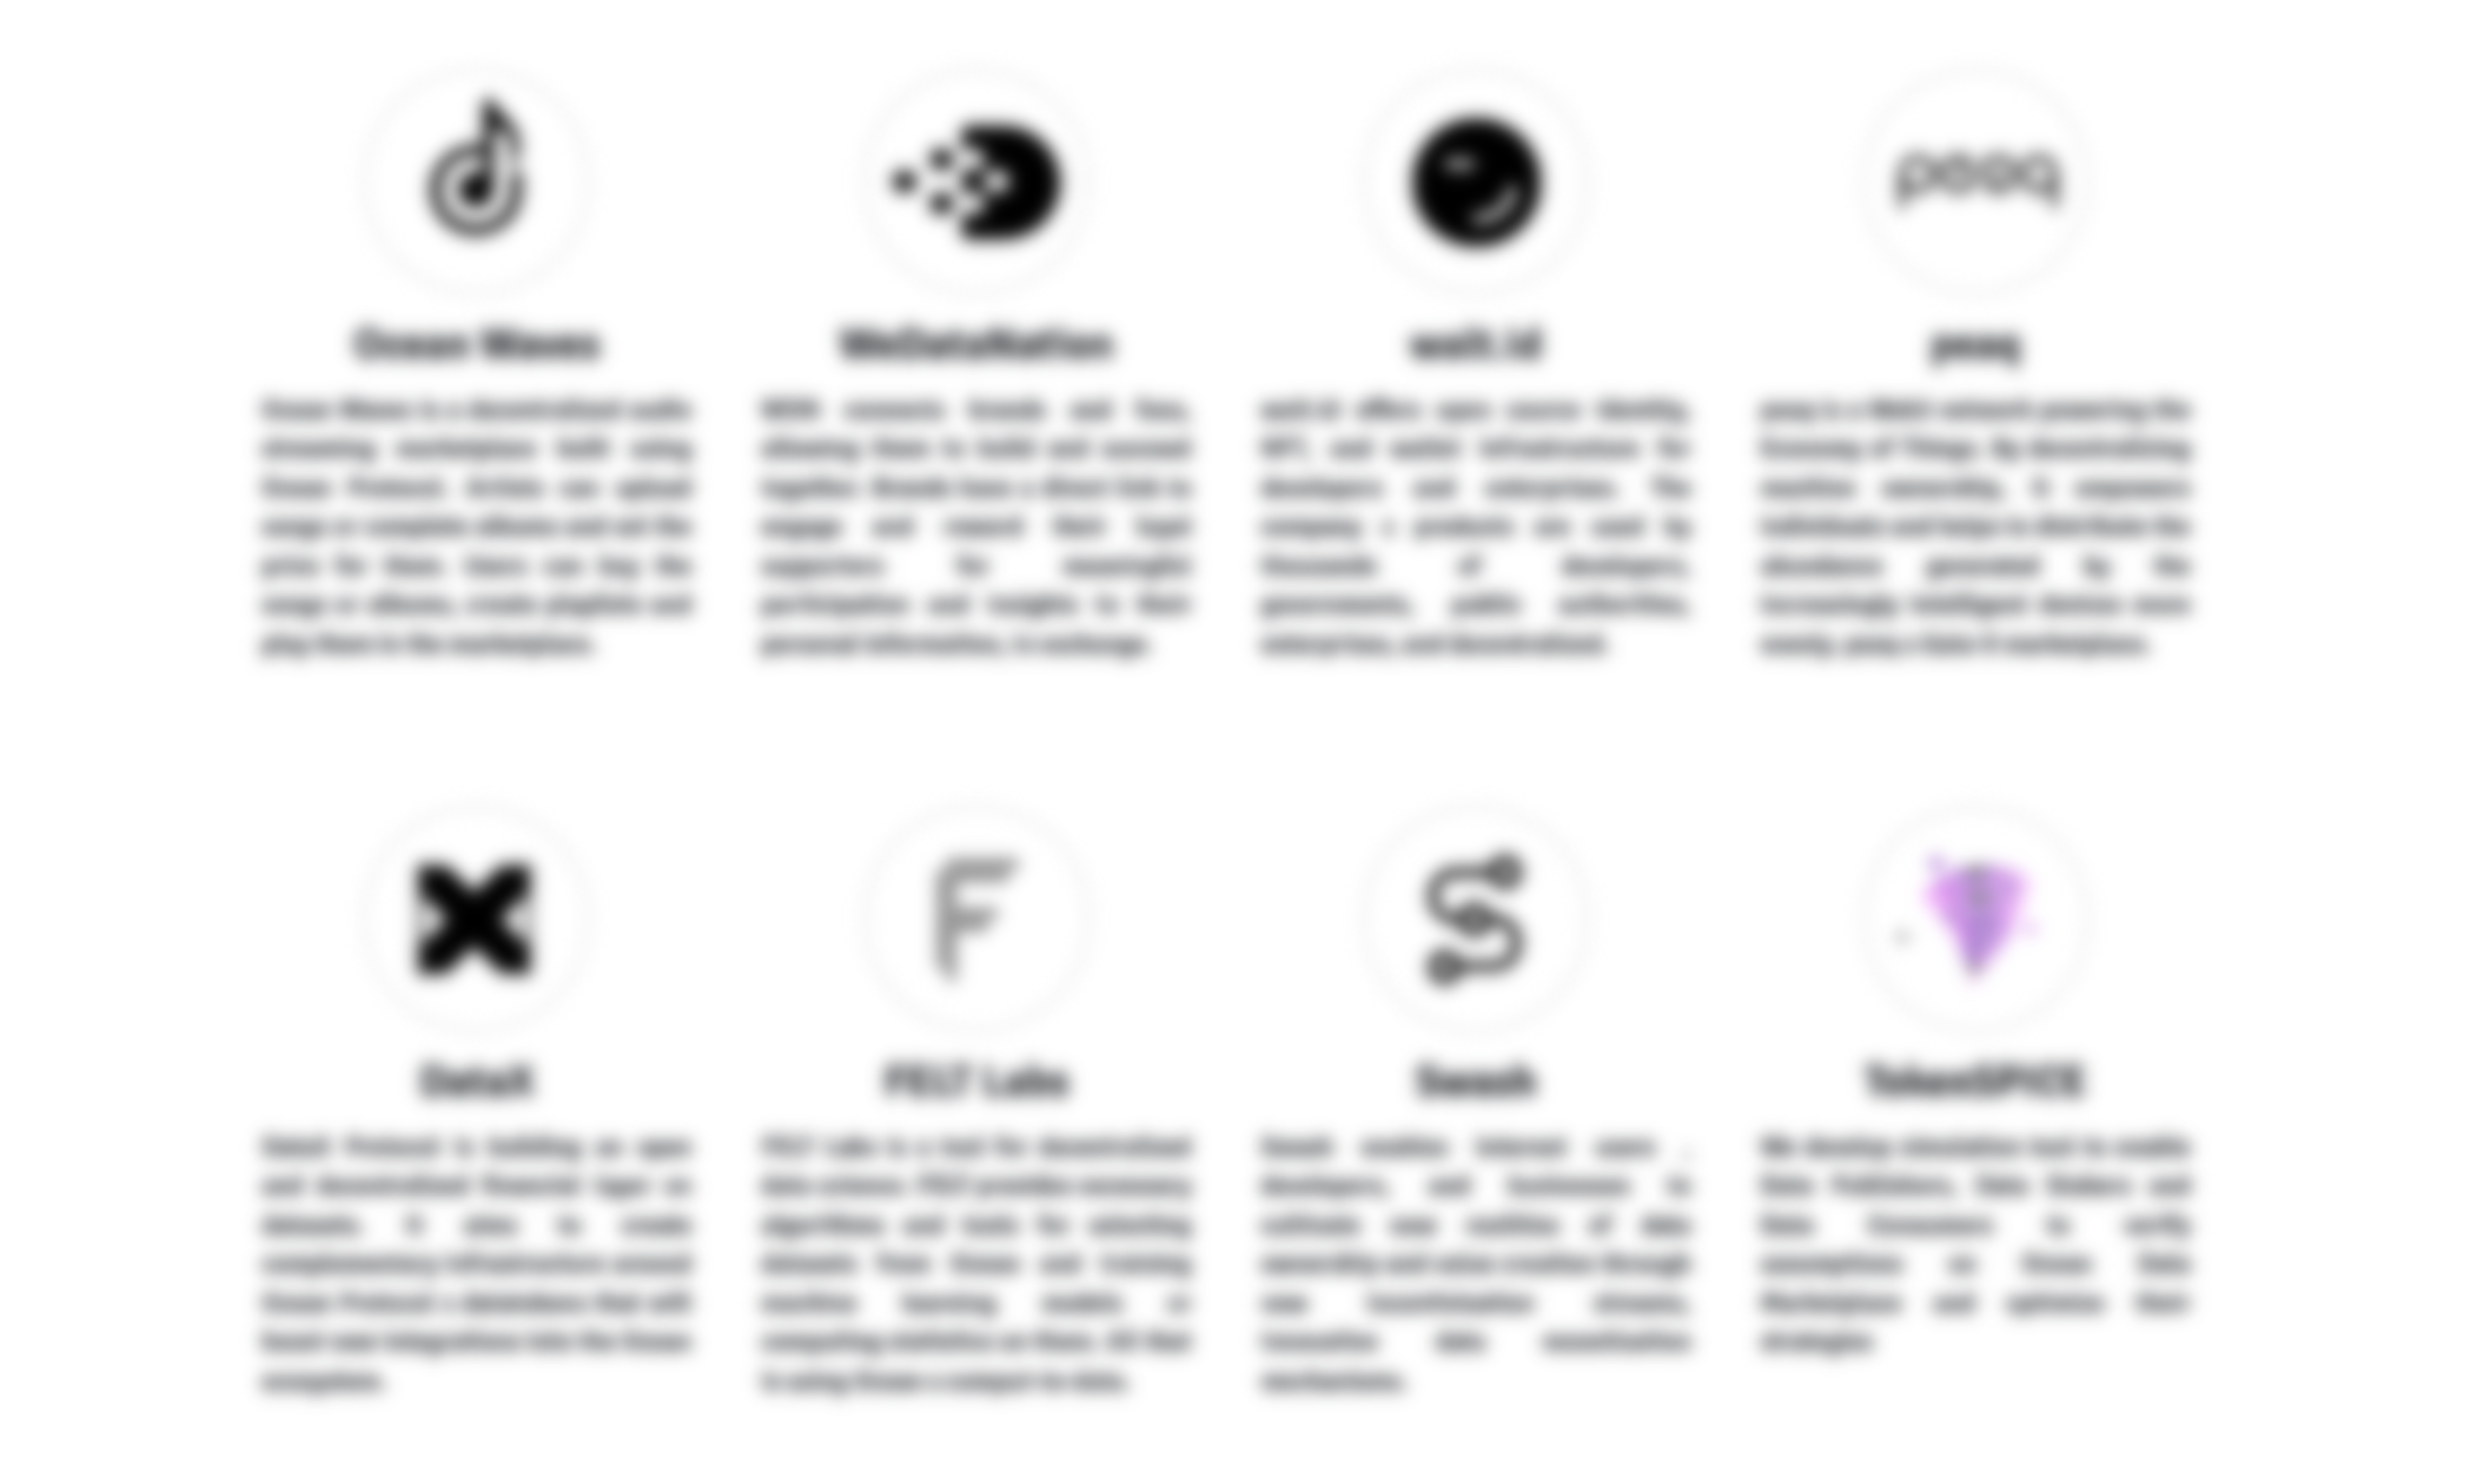 peaq
Ocean Waves
Ocean Waves is a decentralised audio
streaming marketplace built using
Ocean Protocol. Artists can upload
songs or complete albums and set the
price for them. Users can buy the
songs or albums, create playlists and
play them in the marketplace.
WeDataNation
connects brands and fans,
allowing them to build and succeed
together. Brands have a direct link to
engage and reward their loyal
supporters for meaningful
participation and insights to their
personal information, in exchange.
walt.id
walt.id offers open source identity,
NFT, and wallet infrastructure for
developers and enterprises. The
company s products are used by
thousands of developers,
governments, public authorities,
enterprises, and decentralised.
peaq
peaq is a Web3 network powering the
Economy of Things. By decentralising
machine ownership, it empowers
individuals and helps to distribute the
abundance generated by the
increasingly intelligent devices more
evenly. peaq s marketplace.
DataX
DataX Protocol is building an open
and decentralised financial layer on
datasets. It aims to create
complementary infrastructure around
Ocean Protocol s datatokens that will
boost new integrations into the Ocean
ecosystem.
FELT Labs
FELT Labs is a tool for decentralised
data science. FELT provides necessary
algorithms and tools for selecting
datasets from Ocean and training
machine learning models or
computing statistics on them. All that
is using Ocean s compute-to-data.
Swash
Swash enables internet users ,
developers, and businesses to
cultivate new realities of data
ownership and value creation through
new incentivisation streams,
innovative data monetisation
mechanisms.
TokenSPICE
We develop simulation tool to enable
Data Publishers, Data Stakers and
Data Consumers to verify
assumptions on Ocean Data
Marketplace and optimise their
strategies